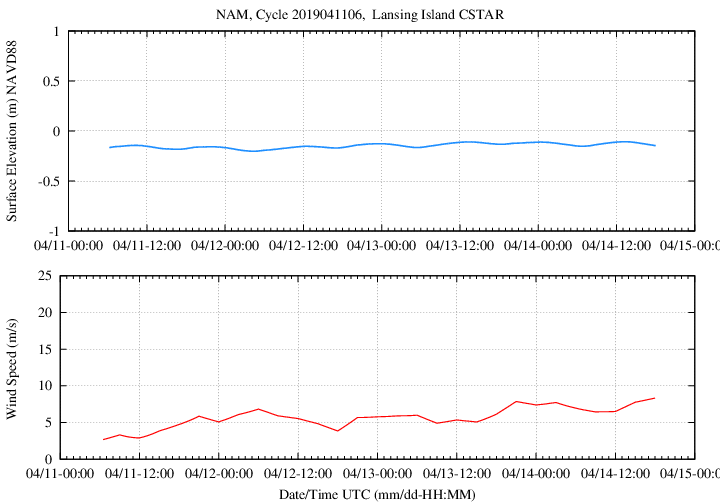 NAM, Cycle 2019041106,  Lansing Island CSTAR
Surface Elevation (m) NAVD88
1
0.5
0
-0.5
-1
04/11-00:00 04/11-12:00 04/12-00:00 04/12-12:00 04/13-00:00 04/13-12:00 04/14-00:00 04/14-12:00 04/15-00:0
Wind Speed (m/s)
25
20
15
10
5
0
04/11-00:00 04/11-12:00 04/12-00:00 04/12-12:00 04/13-00:00 04/13-12:00 04/14-00:00 04/14-12:00 04/15-00:0
Date/Time UTC (mm/dd-HH:MM)